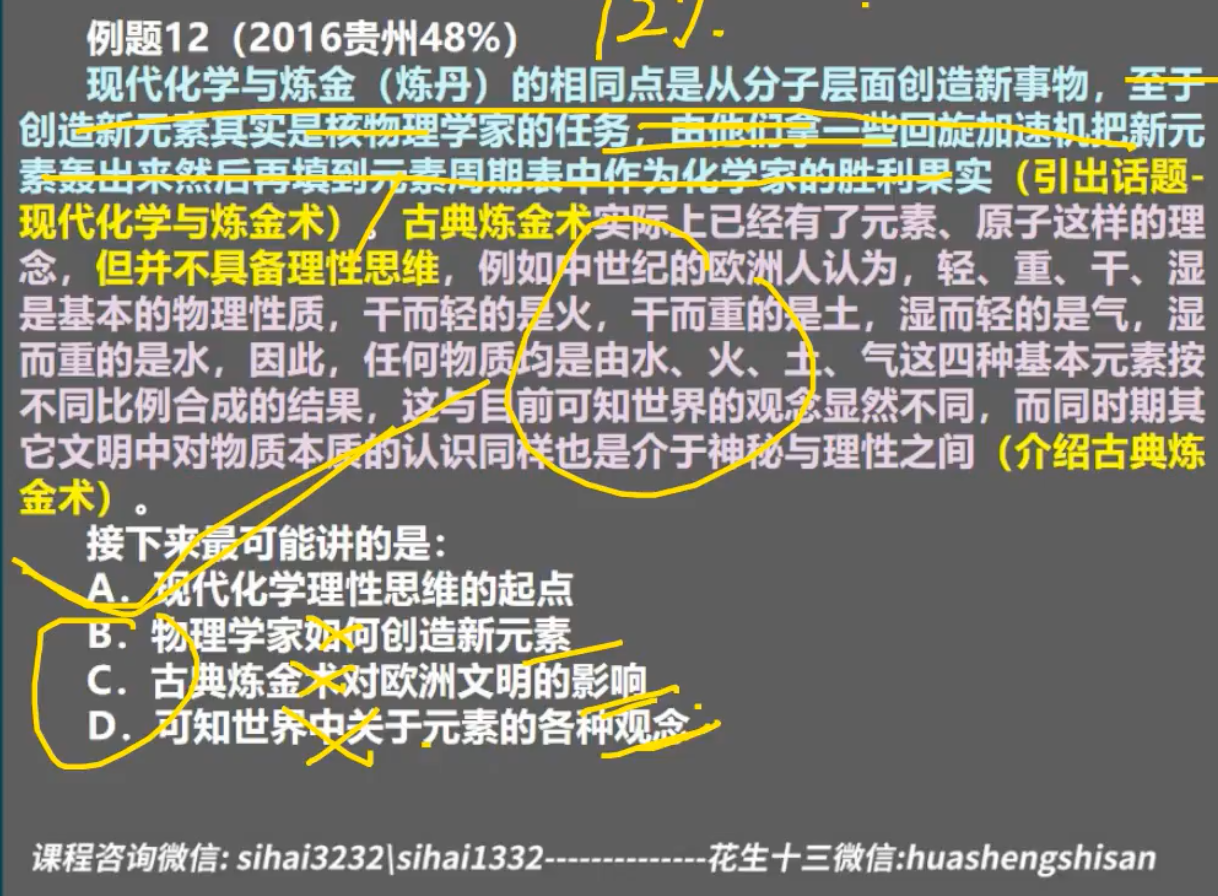 12).
例题12（2016贵州48%）
现代化学与炼金（炼丹）的相同点是从分子层面创造新事物，至于
创造新元素其实是核物理学家的任务，由他们拿一些回旋加速机把新元
素轰出来然后再填到元素周期表中作为化学家的胜利果实（引出话题-
现代化学与炼金术）。古典炼金术实际上已经有了元素、原子这样的理
念，但并不具备理性思维，例如中世纪的欧洲人认为，轻、重、干、湿
是基本的物理性质，干而轻的是火，干而重的是土，湿而轻的是气，湿
而重的是水，因此，任何物质均是由水、火、土、气这四种基本元素按
不同比例合成的结果，这与目前可知世界的观念显然不同，而同时期其
它文明中对物质本质的认识同样也是介于神秘与理性之间（介绍古典炼
金术）。
接下来最可能讲的是：
A．现代化学理性思维的起点
B．物理学家如何创造新元素
C．古典炼金术对欧洲文明的影响
D．可知世界中关于元素的各种观念
课程咨询微信: sihai3232\sihai1332--------------花生十三微信:huashengshisan